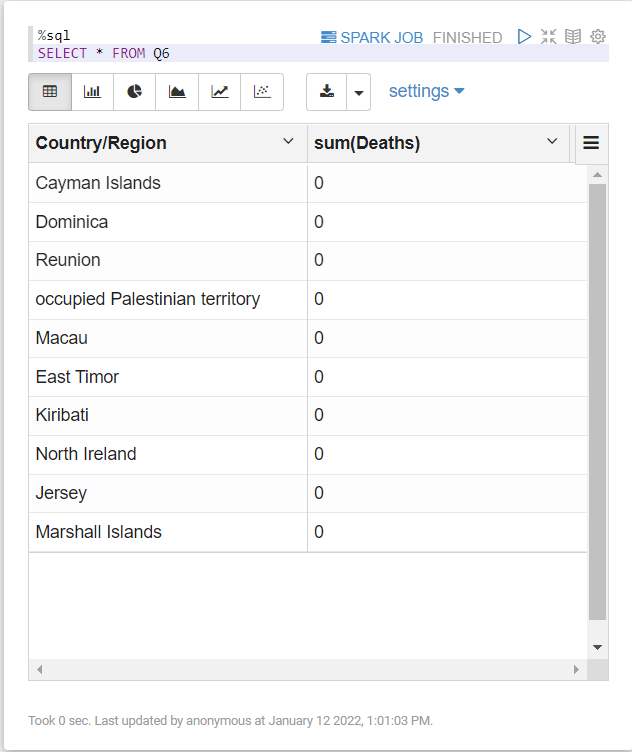 %sql
SPARK JOB FINISHED
SELECT * FROM Q6
settings
Country/Region sum(Deaths)
Cayman Islands 0
Dominica 0
Reunion 0
occupied Palestinian territory 0
Macau 0
East Timor 0
Kiribati 0
North Ireland 0
Jersey 0
Marshall Islands 0
Took 0 sec. Last updated by anonymous at January 12 2022, 1:01:03 PM.